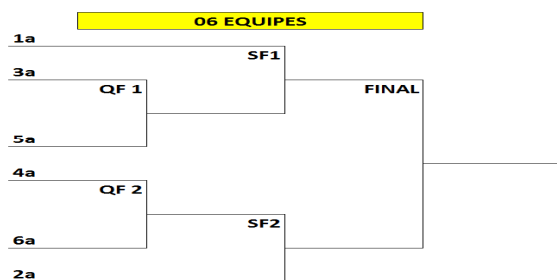 06 EQUIPES
1a
SF1
3a
QF 1
FINAL
5a
4a
QF 2
SF2
6a
2a